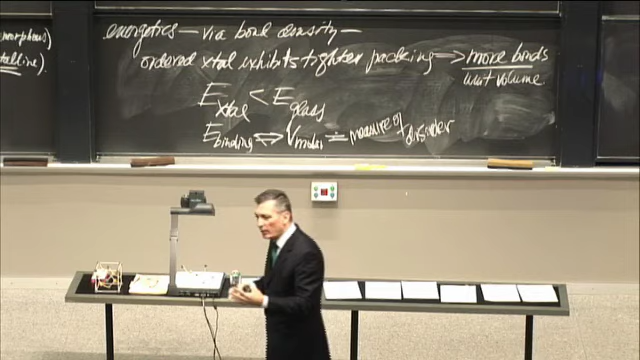 energetics — via bond density —
(amorphous)
ordered xtal exhibits tighter packing → more bonds
unit volume
talline).
E xtal < E glass
E binding ⇔ V molar ≐ measure of disorder